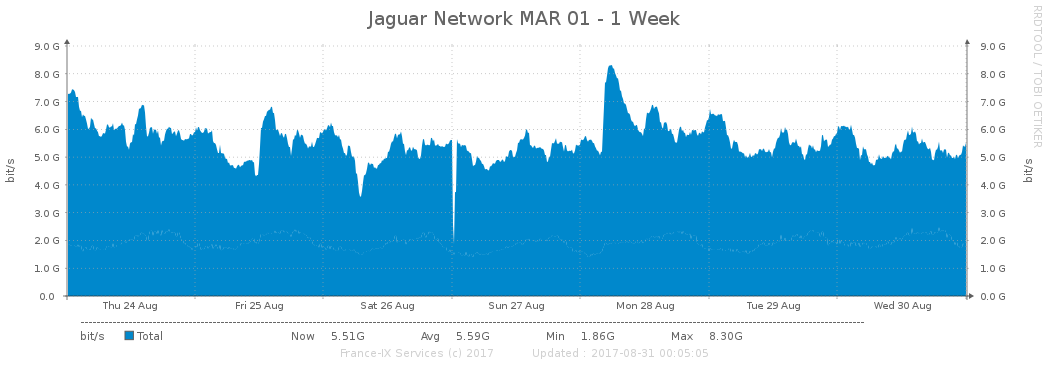 Jaguar Network MAR 01 - 1 Week
RRDTOOL / TOBI OETIKER
9.0 G 9.0 G
8.0 G 8.0 G
7.0 G 7.0 G
6.0 G 6.0 G
5.0 G 5.0 G
4.0 G 4.0 G
3.0 G 3.0 G
2.0 G 2.0 G
1.0 G 1.0 G
0.0 0.0 G
bit/s
bit/s
Thu 24 Aug Fri 25 Aug Sat 26 Aug Sun 27 Aug Mon 28 Aug Tue 29 Aug Wed 30 Aug
bit/s Total Now 5.51G Avg 5.59G Min 1.86G Max 8.30G
France-IX Services (c) 2017 Updated : 2017-08-31 00:05:05